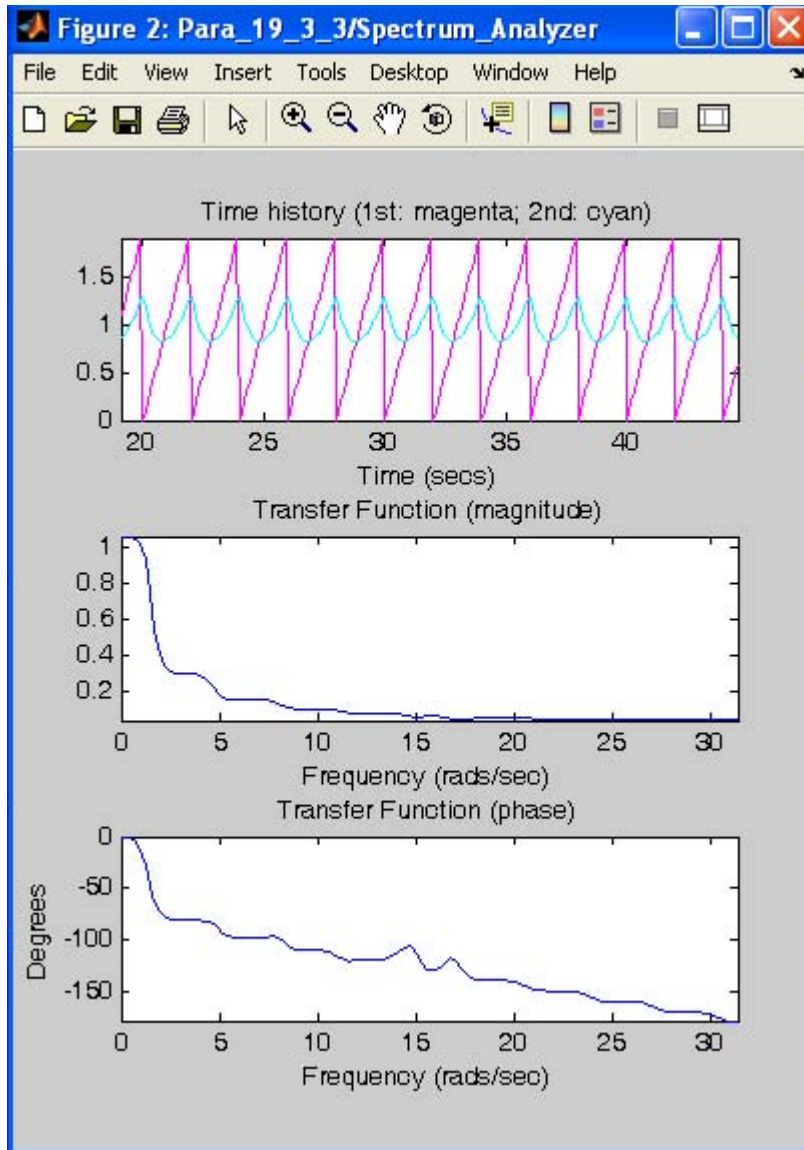 Figure 2: Para_19_3_3/Spectrum_Analyzer
File Edit View Insert Tools Desktop Window Help
Time history (1st: magenta; 2nd: cyan)
1.5
1
0.5
0
20 25 30 35 40
Time (secs)
Transfer Function (magnitude)
1
0.8
0.6
0.4
0.2
0 5 10 15 20 25 30
Frequency (rads/sec)
Transfer Function (phase)
0
-50
-100
-150
Degrees
0 5 10 15 20 25 30
Frequency (rads/sec)